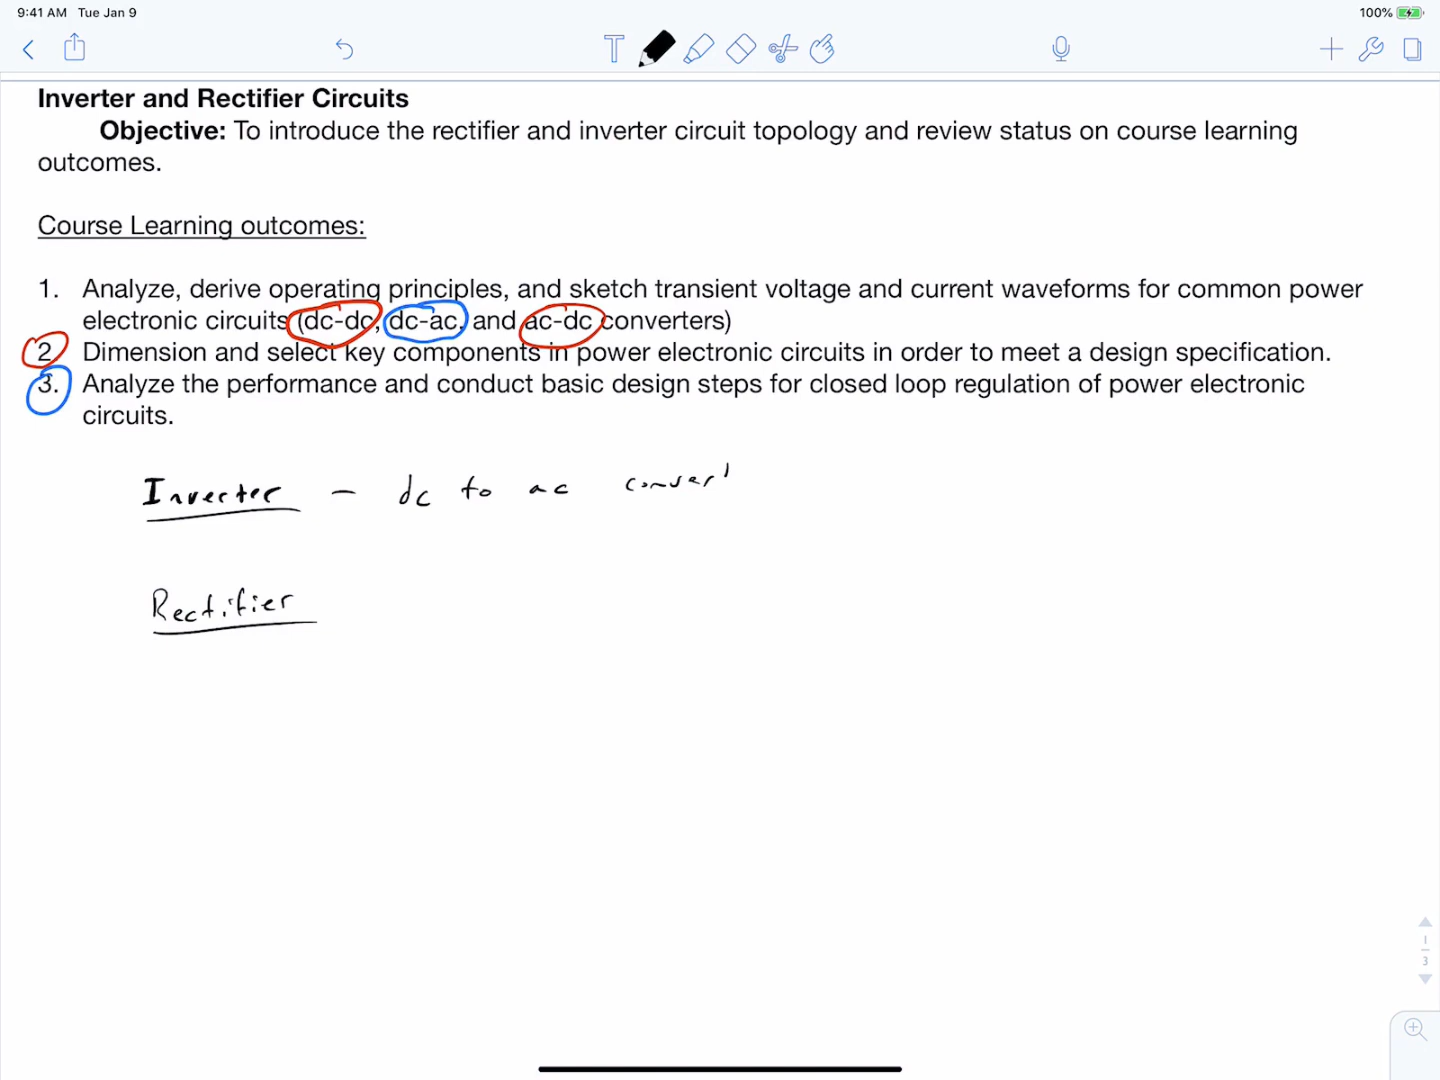 9:41 AM Tue Jan 9
100%
Inverter and Rectifier Circuits
Objective: To introduce the rectifier and inverter circuit topology and review status on course learning
outcomes.
Course Learning outcomes:
1. Analyze, derive operating principles, and sketch transient voltage and current waveforms for common power
electronic circuits (dc-dc, dc-ac, and ac-dc converters)
2. Dimension and select key components in power electronic circuits in order to meet a design specification.
3. Analyze the performance and conduct basic design steps for closed loop regulation of power electronic
circuits.
Inverter – dc to ac conver
Rectifier
1
3